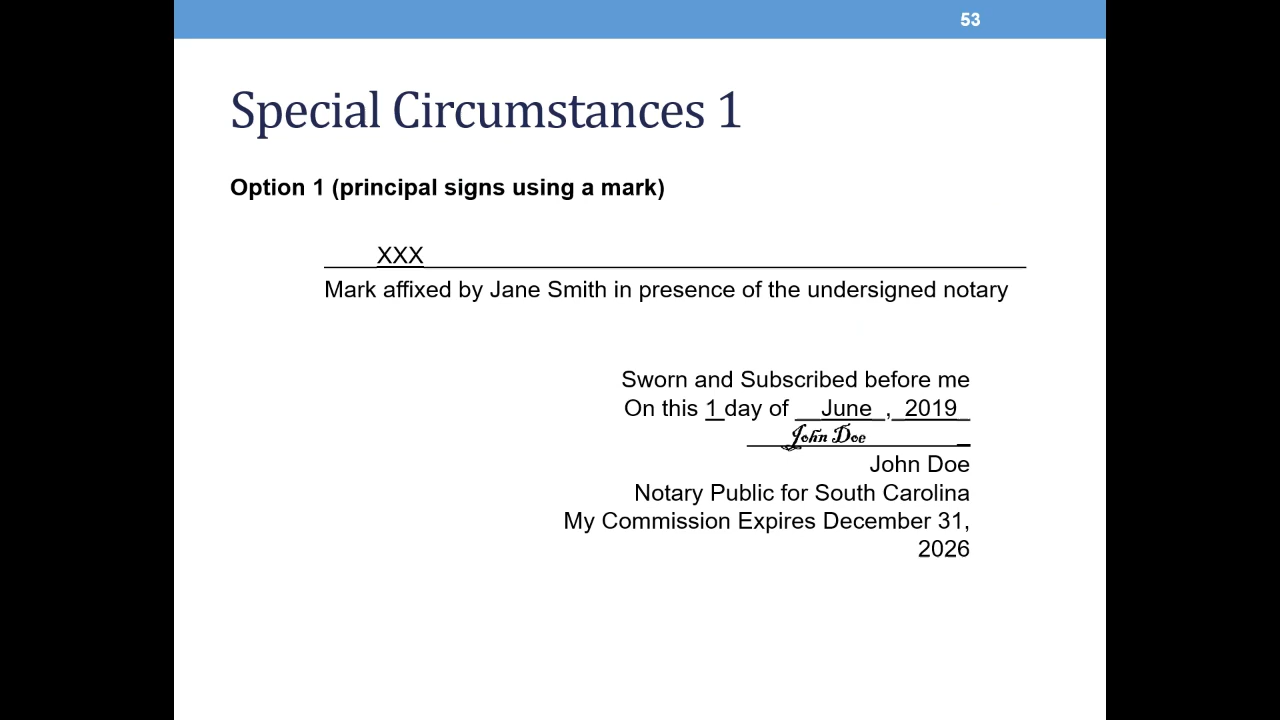 53
Special Circumstances 1
Option 1 (principal signs using a mark)
XXX
Mark affixed by Jane Smith in presence of the undersigned notary
Sworn and Subscribed before me
On this 1 day of __June_, 2019_
John Doe
John Doe
Notary Public for South Carolina
My Commission Expires December 31,
2026